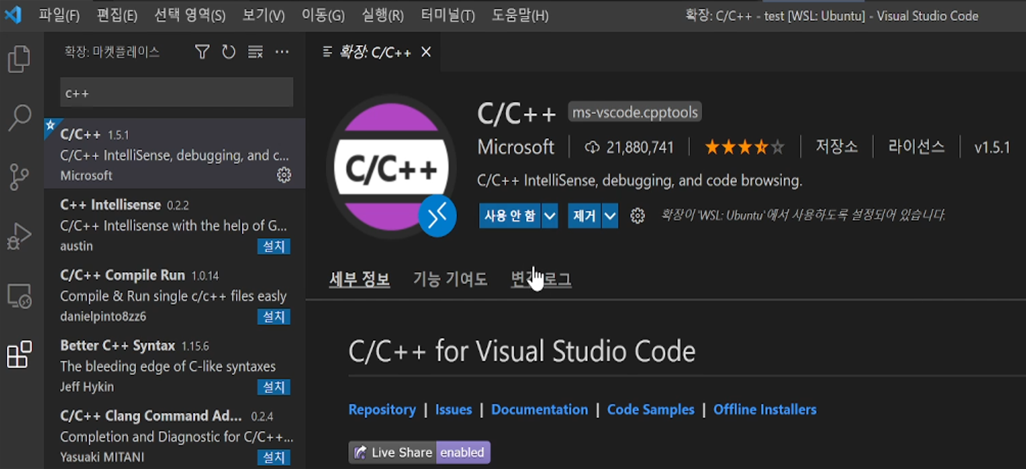 파일(F) 편집(E) 선택 영역(S) 보기(V) 이동(G) 실행(R) 터미널(T) 도움말(H) 확장: C/C++ - test [WSL: Ubuntu] - Visual Studio Code
확장: 마켓플레이스
c++
C/C++ 1.5.1
C/C++ IntelliSense, debugging, and c...
Microsoft
C++ Intellisense 0.2.2
C/C++ Intellisense with the help of G...
austin 설치
C/C++ Compile Run 1.0.14
Compile & Run single c/c++ files easly
danielpinto8zz6 설치
Better C++ Syntax 1.15.6
The bleeding edge of C-like syntaxes
Jeff Hykin 설치
C/C++ Clang Command Ad... 0.2.4
Completion and Diagnostic for C/C++...
Yasuaki MITANI 설치
확장: C/C++
C/C++
C/C++ ms-vscode.cpptools
Microsoft 21,880,741 저장소 라이선스 v1.5.1
C/C++ IntelliSense, debugging, and code browsing.
사용 안 함 제거 확장이 'WSL: Ubuntu'에서 사용하도록 설정되어 있습니다.
세부 정보 기능 기여도
C/C++ for Visual Studio Code
Repository | Issues | Documentation | Code Samples | Offline Installers
Live Share enabled